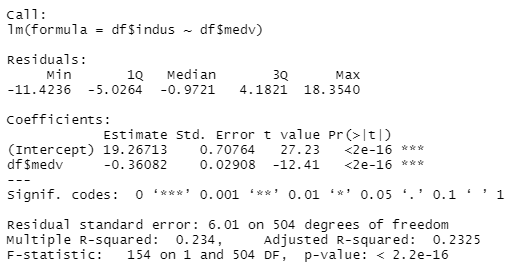 Call:
lm(formula = df$indus ~ df$medv)
Residuals:
Min 1Q Median 3Q Max
-11.4236 -5.0264 -0.9721 4.1821 18.3540
Coefficients:
Estimate Std. Error t value Pr(>|t|)
(Intercept) 19.26713 0.70764 27.23 <2e-16 ***
df$medv -0.36082 0.02908 -12.41 <2e-16 ***
---
Signif. codes: 0 ‘***’ 0.001 ‘**’ 0.01 ‘*’ 0.05 ‘.’ 0.1 ‘ ’ 1
Residual standard error: 6.01 on 504 degrees of freedom
Multiple R-squared: 0.234, Adjusted R-squared: 0.2325
F-statistic: 154 on 1 and 504 DF, p-value: < 2.2e-16